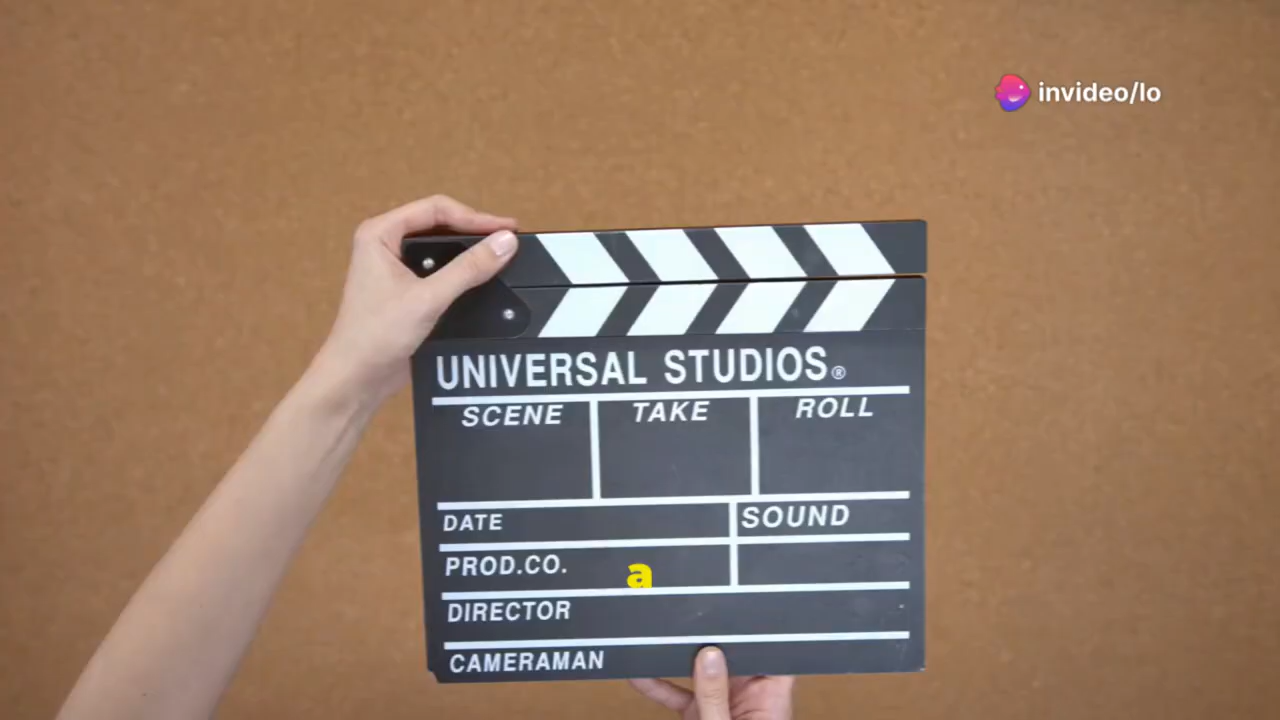 invideo/Io
UNIVERSAL STUDIOS®
SCENE TAKE ROLL
DATE SOUND
PROD.CO. a
DIRECTOR
CAMERAMAN